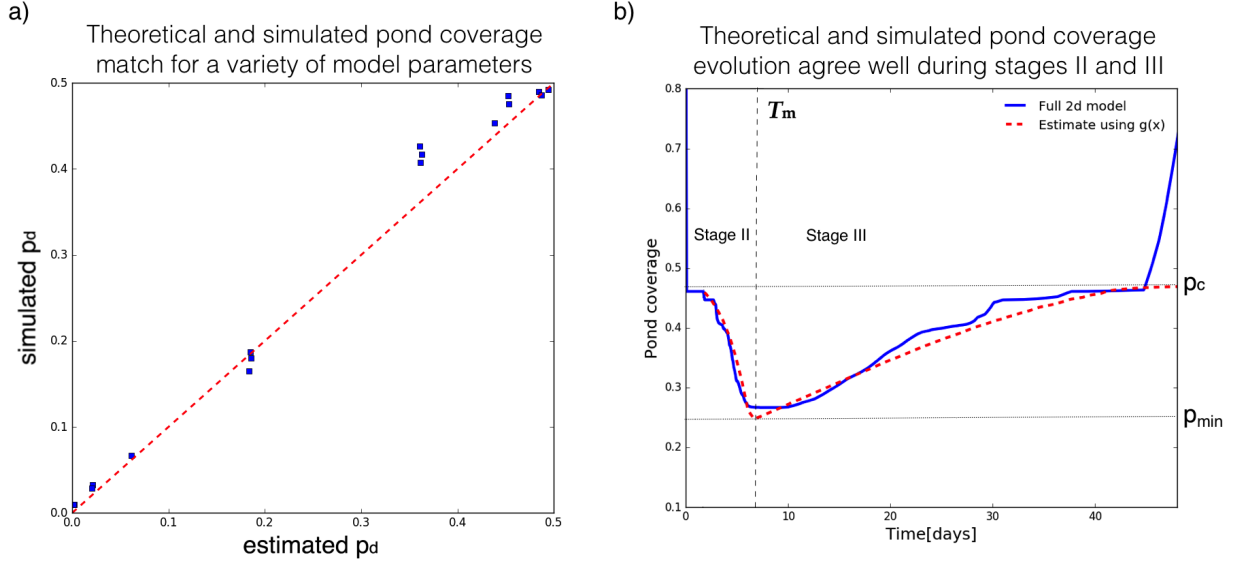 a)
Theoretical and simulated pond coverage
match for a variety of model parameters
0.5
0.4
0.3
0.2
0.1
0.0
simulated pd
0.0 0.1 0.2 0.3 0.4 0.5
estimated pd
b)
Theoretical and simulated pond coverage
evolution agree well during stages II and III
0.8
0.7
0.6
0.5
0.4
0.3
0.2
0.1
Pond coverage
Tm
Full 2d model
Estimate using g(x)
Stage II
Stage III
pc
pmin
0 10 20 30 40
Time[days]